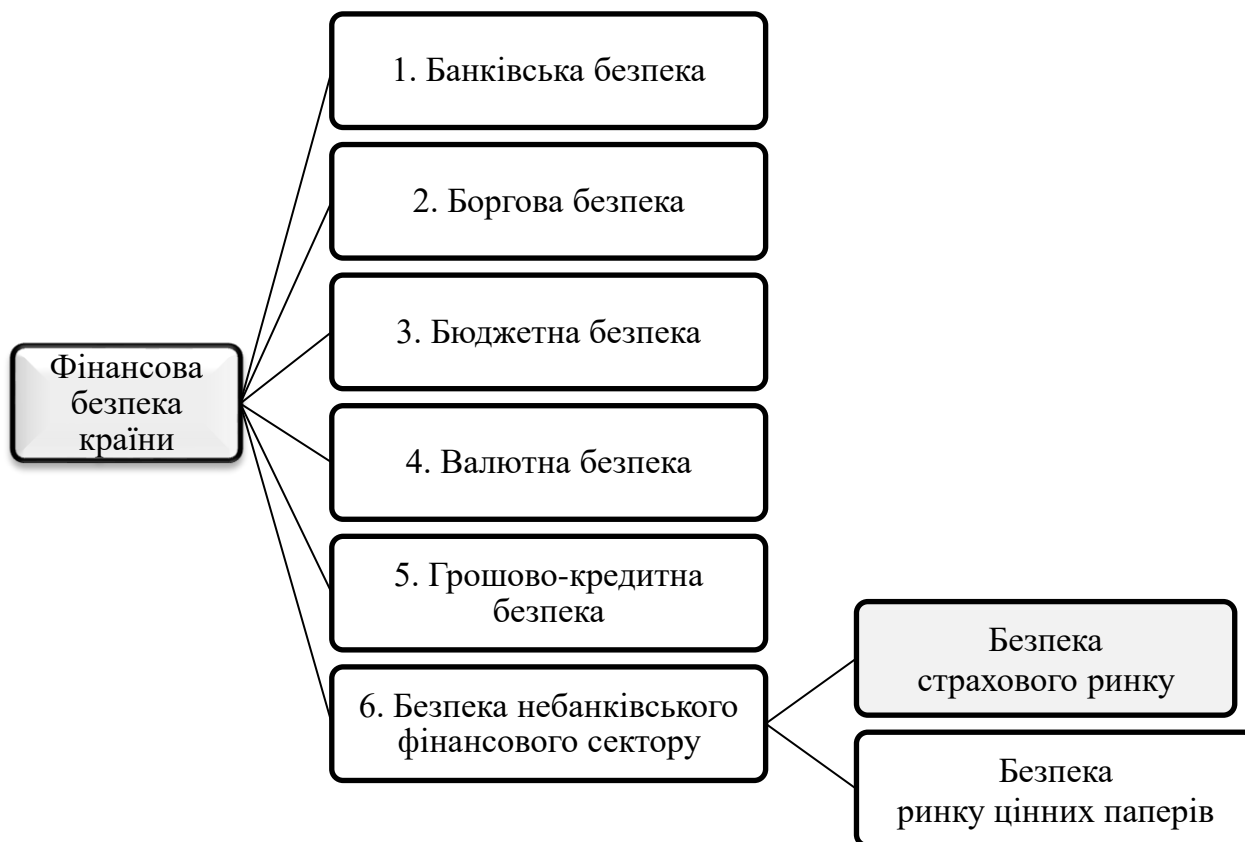 1. Банківська безпека
2. Боргова безпека
3. Бюджетна безпека
Фінансова
безпека
країни
4. Валютна безпека
5. Грошово-кредитна
безпека
6. Безпека небанківського
фінансового сектору
Безпека
страхового ринку
Безпека
ринку цінних паперів